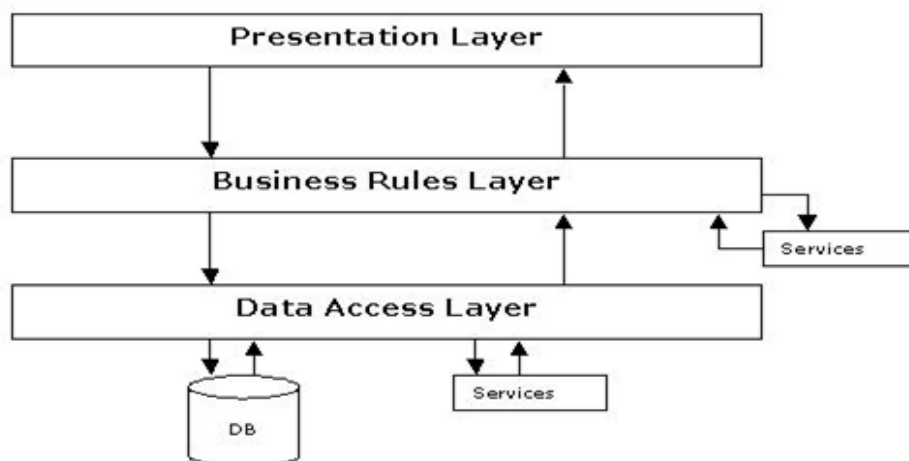 Presentation Layer
Business Rules Layer
Services
Data Access Layer
Services
DB